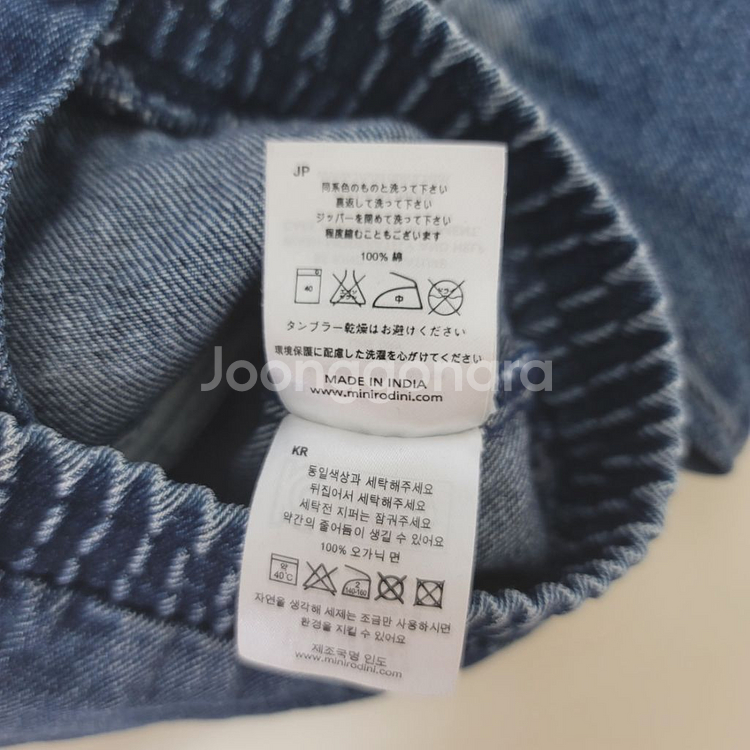 JP
同系色のものと洗って下さい
裏返して洗って下さい
ジッパーを閉めて洗って下さい
程度縮むこともございます
100% 綿
40
中
タンブラー乾燥はお避けください
環境保護に配慮した洗濯を心がけてください
MADE IN INDIA
www.minirodini.com
Joonggonara
KR
동일색상과 세탁해주세요
뒤집어서 세탁해주세요
세탁전 지퍼는 잠궈주세요
약간의 줄어듬이 생길 수 있어요
100% 오가닉 면
약
40°C
2
140-160
자연을 생각해 세제는 조금만 사용하시면
환경을 지킬 수 있어요
제조국명 인도
www.minirodini.com